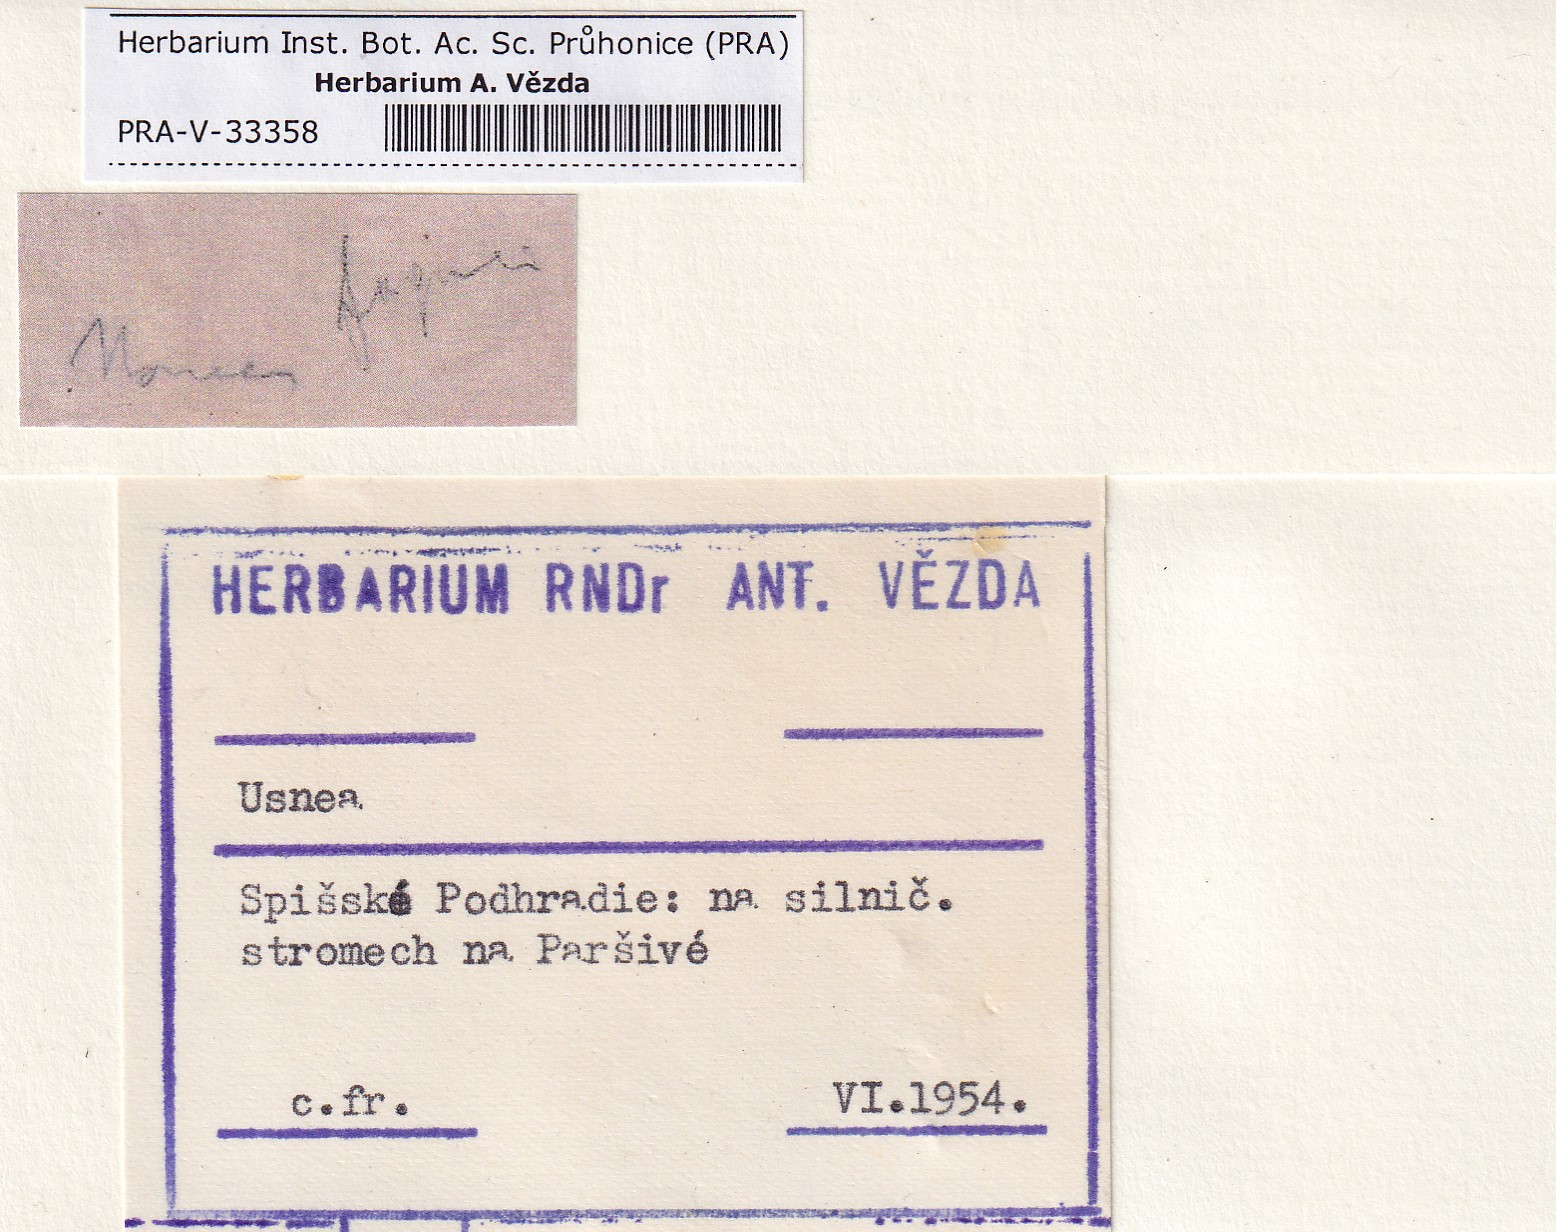 Herbarium Inst. Bot. Ac. Sc. Průhonice (PRA)
Herbarium A. Vězda
PRA-V-33358
HERBARIUM RNDr ANT. VĚZDA
Usnea
Spišské Podhradie: na silnič.
stromech na Paršivé
c.fr. VI.1954.